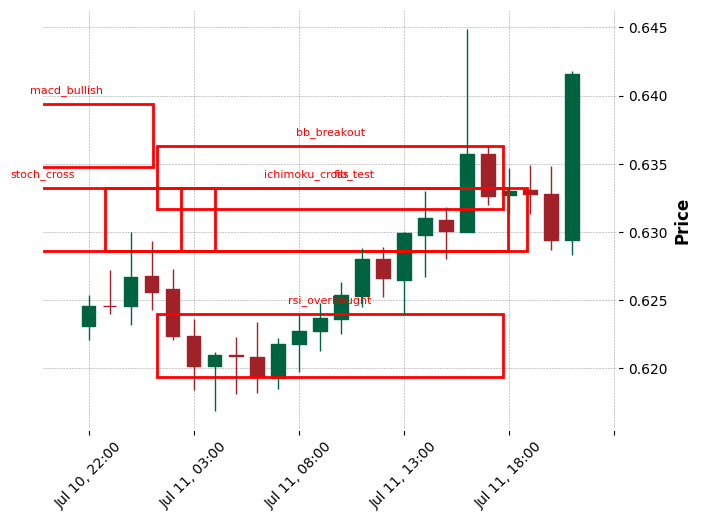 0.645
macd_bullish
0.640
bb_breakout
0.635
stoch_cross
ichimoku_cross
fib_test
0.630
Price
0.625
rsi_overbought
0.620
Jul 10, 22:00
Jul 11, 03:00
Jul 11, 08:00
Jul 11, 13:00
Jul 11, 18:00